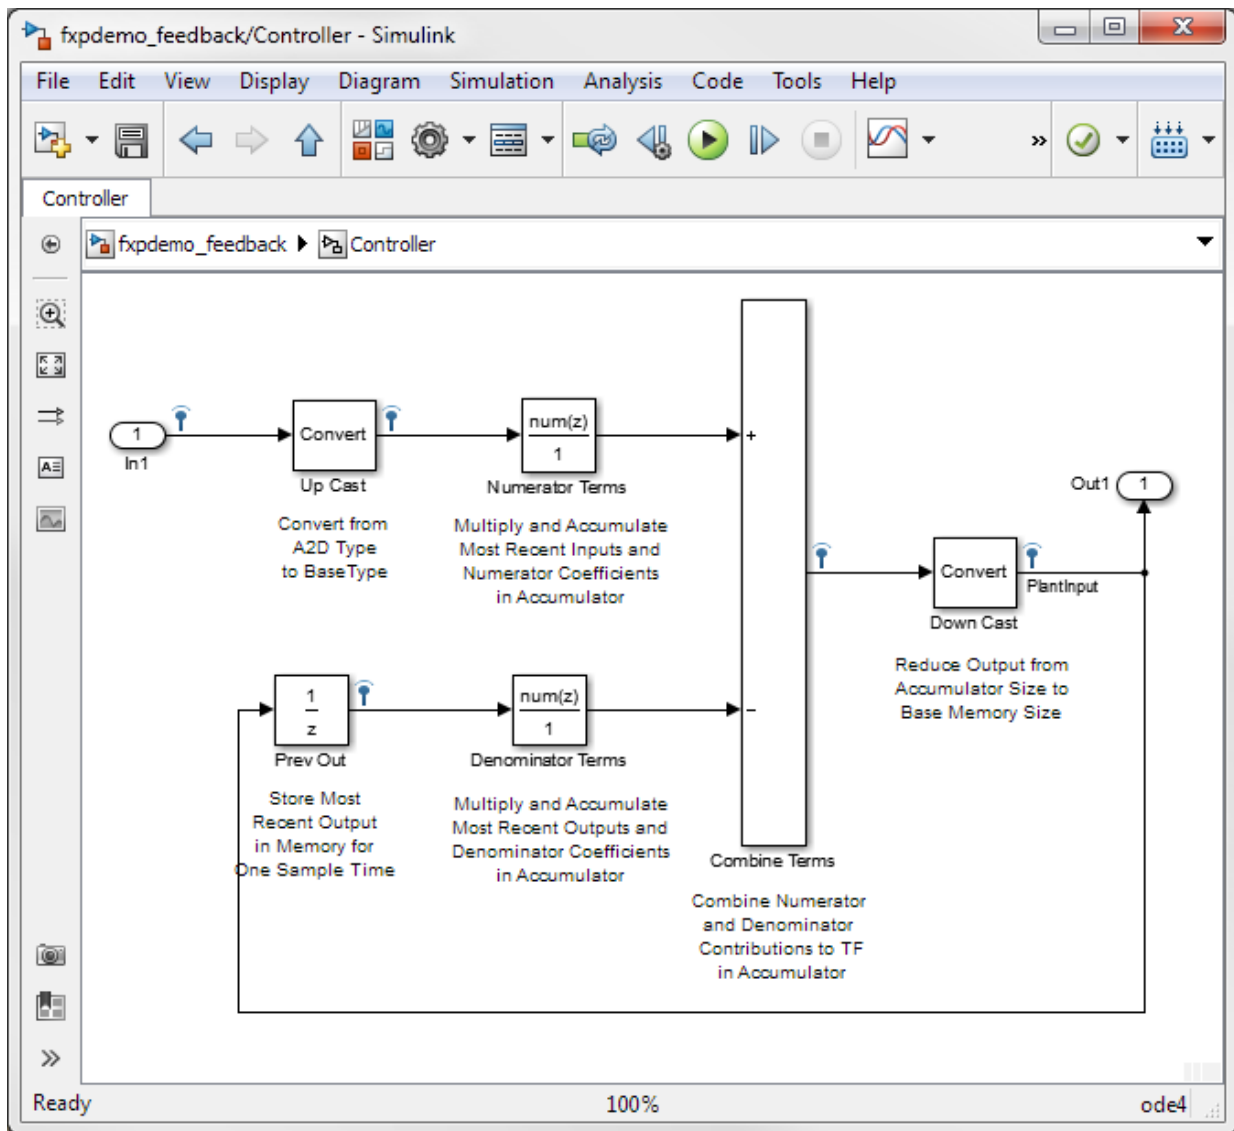 fxpdemo_feedback/Controller - Simulink
File Edit View Display Diagram Simulation Analysis Code Tools Help
Controller
fxpdemo_feedback Controller
1
In1
Convert
Up Cast
Convert from
A2D Type
to BaseType
num(z)
1
Numerator Terms
Multiply and Accumulate
Most Recent Inputs and
Numerator Coefficients
in Accumulator
+
−
Combine Terms
Combine Numerator
and Denominator
Contributions to TF
in Accumulator
Out1 1
Convert
PlantInput
Down Cast
Reduce Output from
Accumulator Size to
Base Memory Size
1
z
Prev Out
Store Most
Recent Output
in Memory for
One Sample Time
num(z)
1
Denominator Terms
Multiply and Accumulate
Most Recent Outputs and
Denominator Coefficients
in Accumulator
Ready 100% ode4